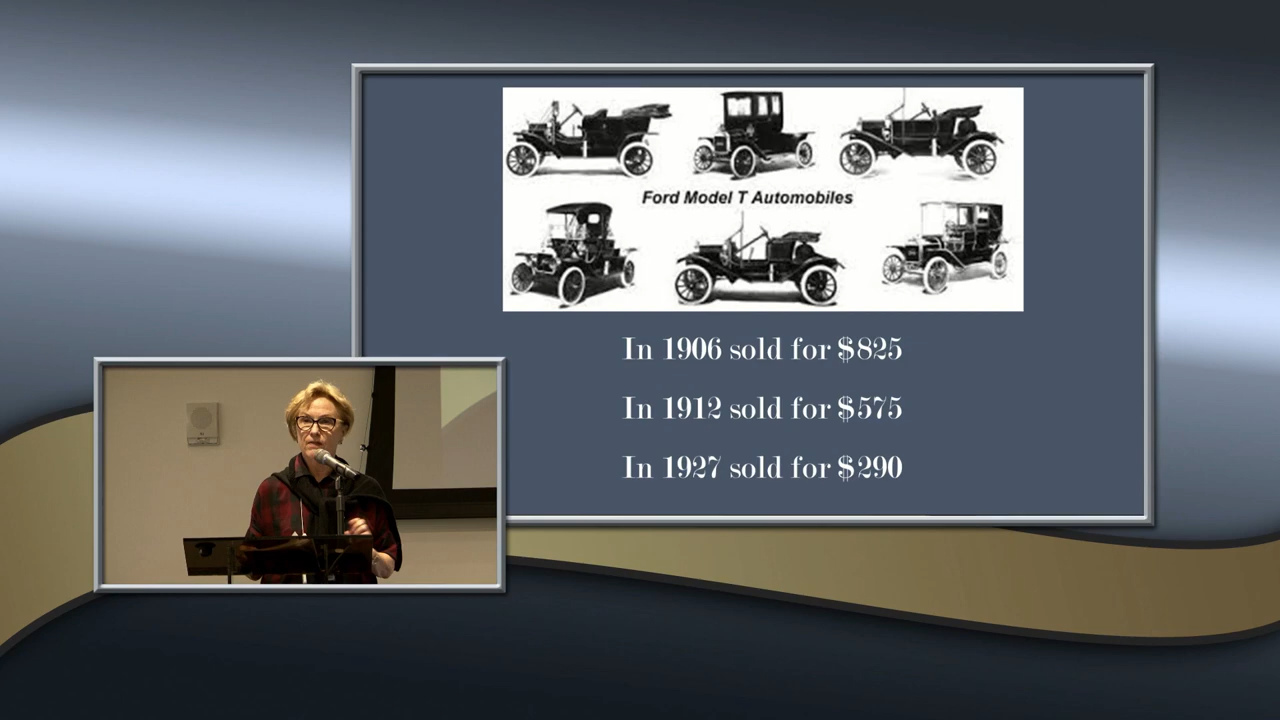 Ford Model T Automobiles
In 1906 sold for $825
In 1912 sold for $575
In 1927 sold for $290